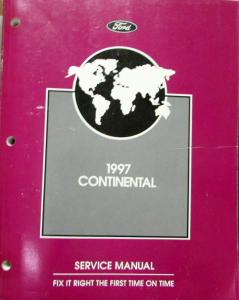 Ford
1997
CONTINENTAL
SERVICE MANUAL
FIX IT RIGHT THE FIRST TIME ON TIME